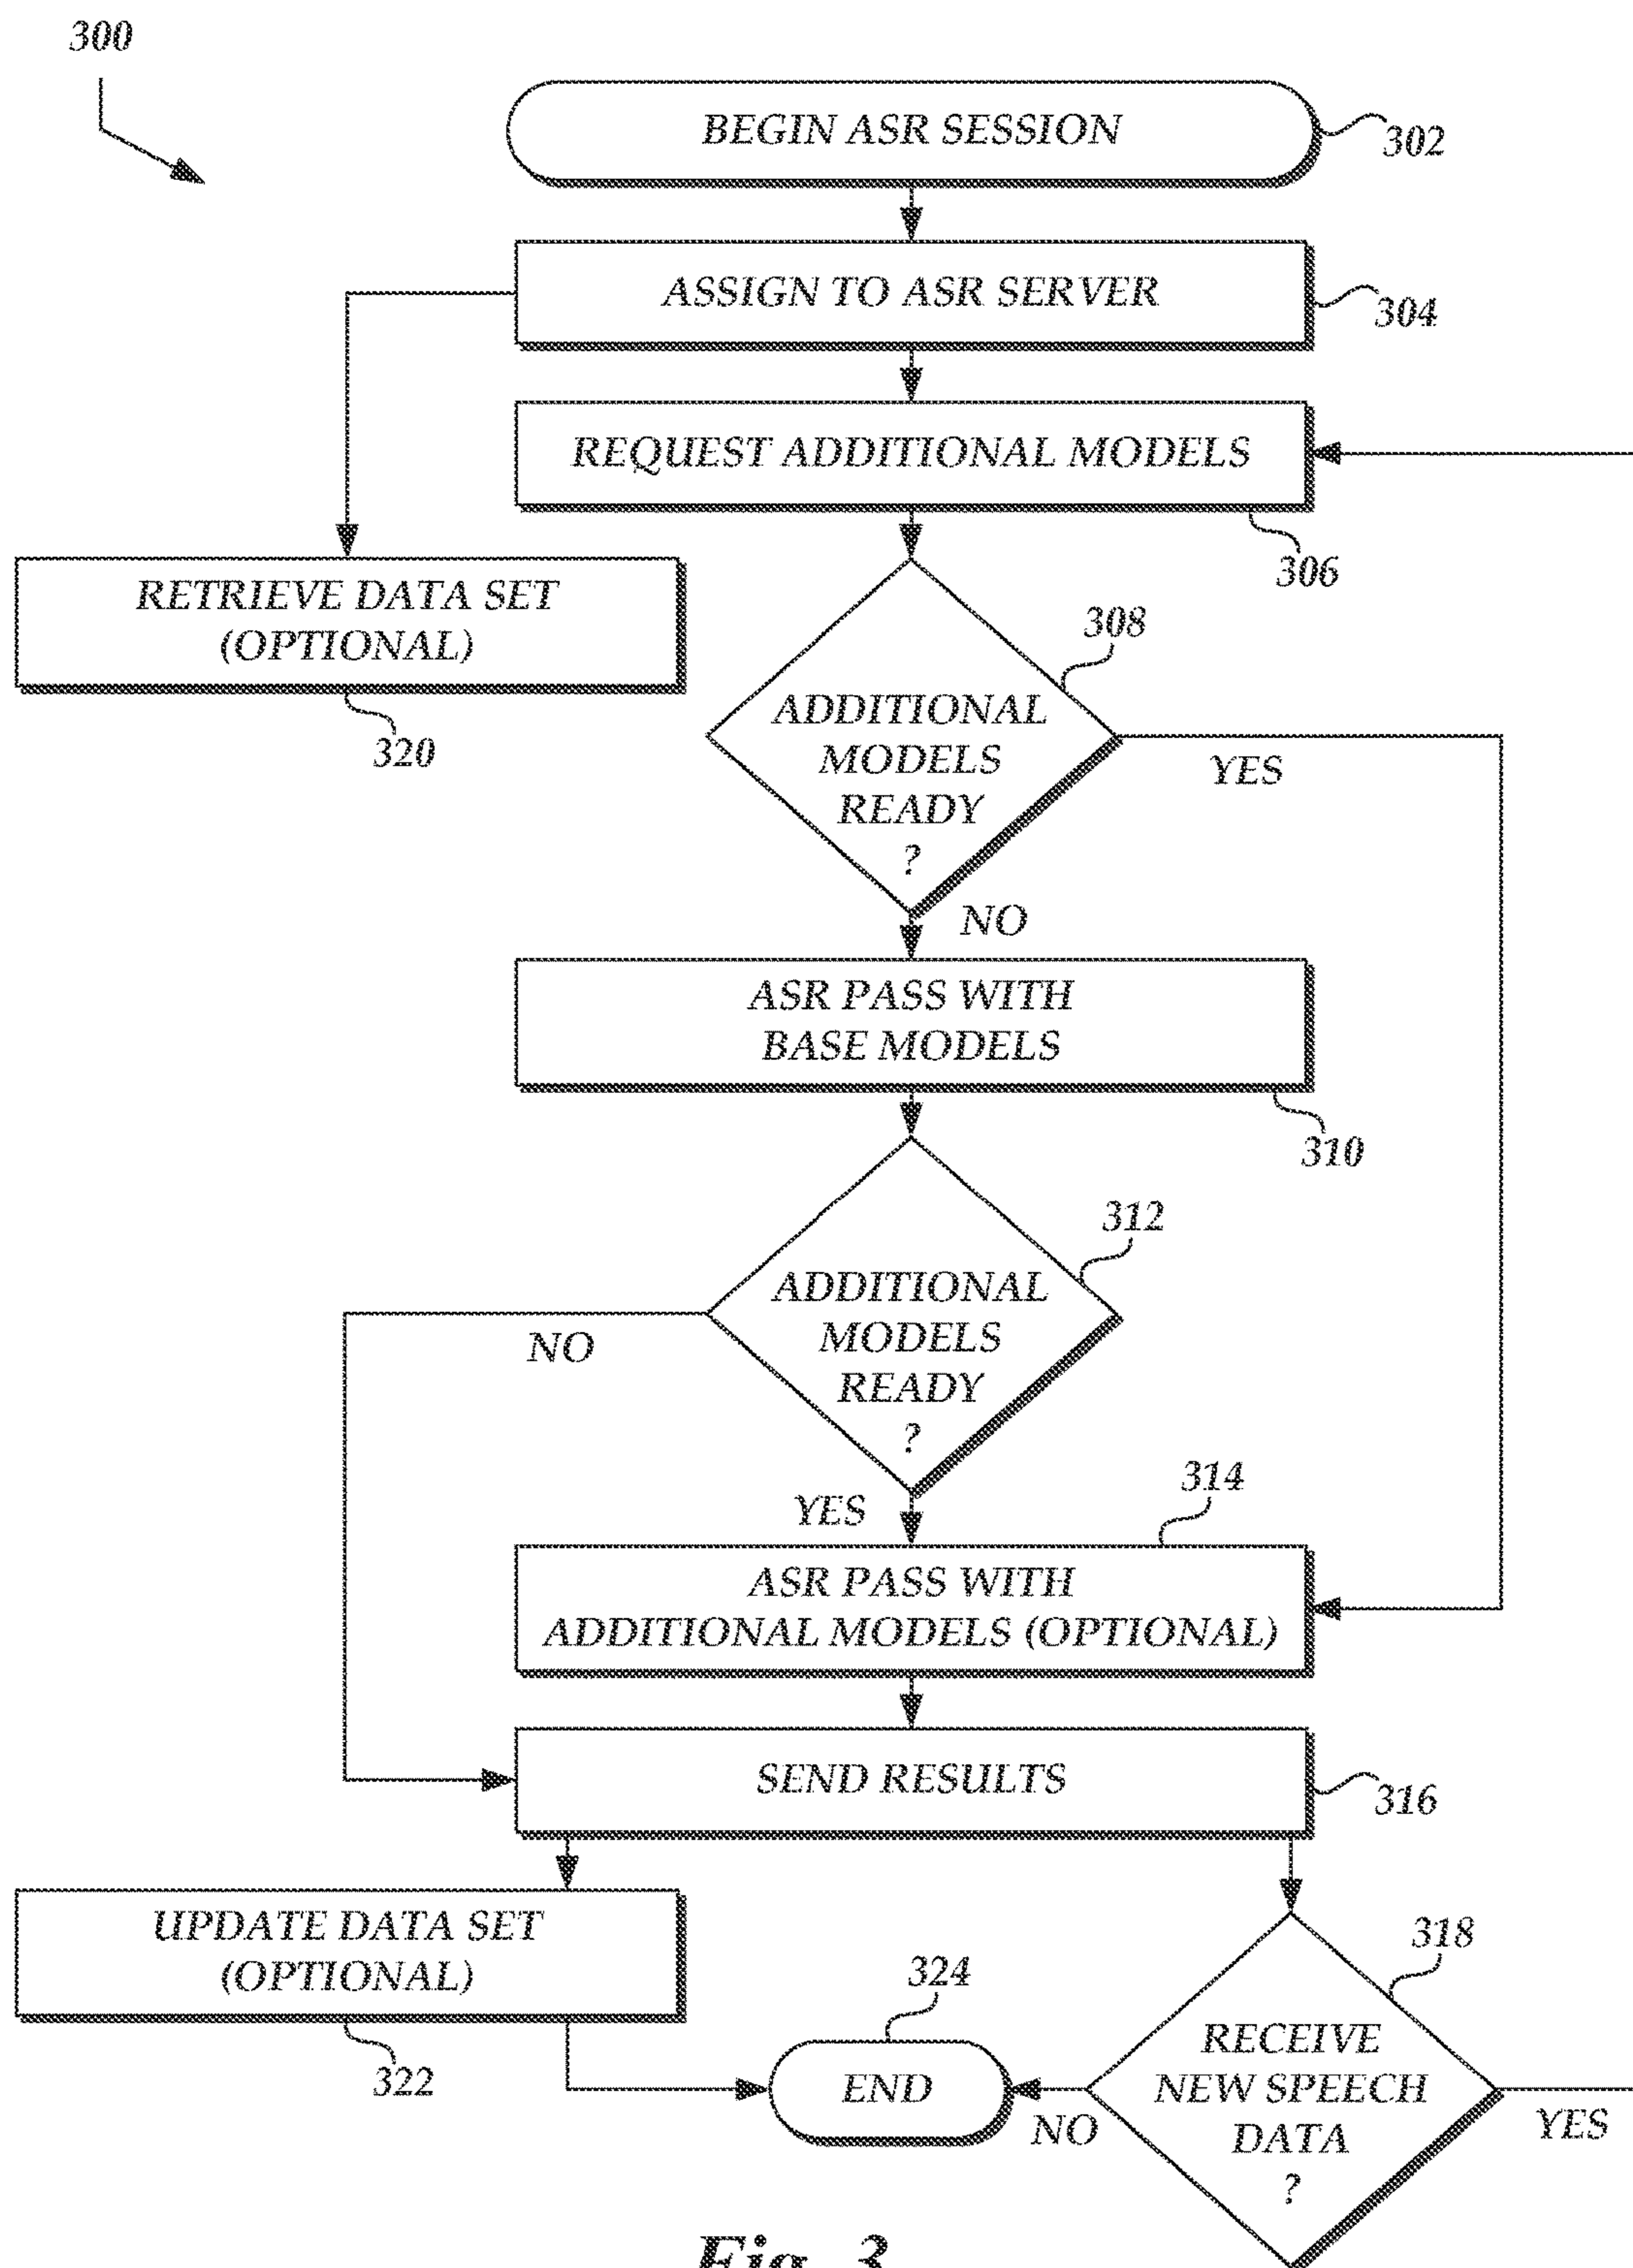 300
BEGIN ASR SESSION
302
ASSIGN TO ASR SERVER
304
REQUEST ADDITIONAL MODELS
306
RETRIEVE DATA SET
(OPTIONAL)
320
308
ADDITIONAL
MODELS
READY
?
YES
NO
ASR PASS WITH
BASE MODELS
310
312
ADDITIONAL
MODELS
READY
?
NO
YES
314
ASR PASS WITH
ADDITIONAL MODELS (OPTIONAL)
SEND RESULTS
316
UPDATE DATA SET
(OPTIONAL)
322
324
END
318
RECEIVE
NEW SPEECH
DATA
?
NO
YES
Fig. 3